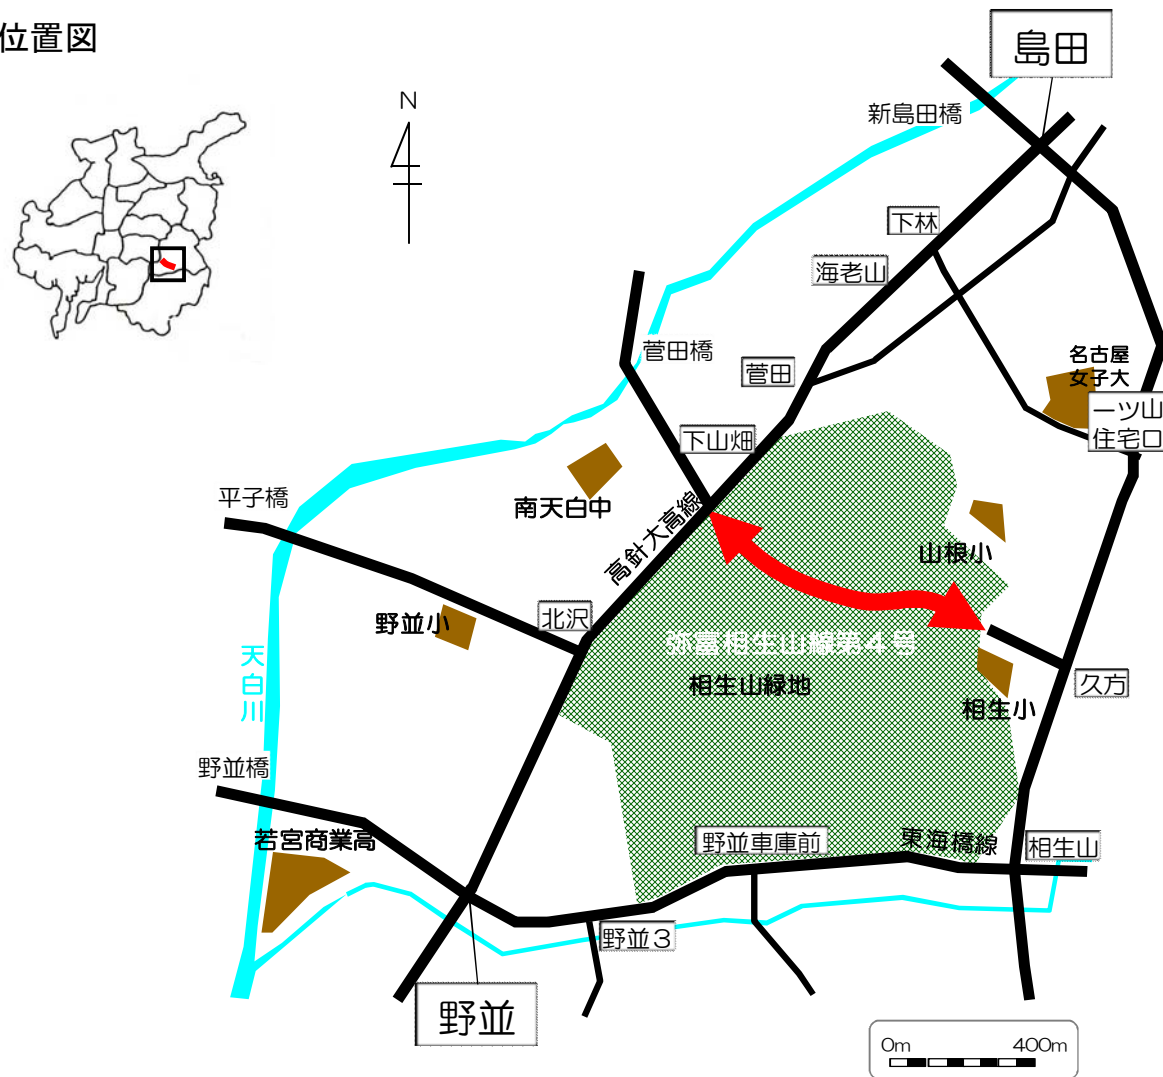 位置図
島田
N
新島田橋
下林
海老山
菅田橋
菅田
名古屋
女子大
一ツ山
住宅口
下山畑
平子橋
南天白中
高針大高線
山根小
野並小
北沢
弥富相生山線第4号
天白川
相生山緑地
久方
相生小
野並橋
若宮商業高
野並車庫前
東海橋線
相生山
野並3
野並
0m 400m